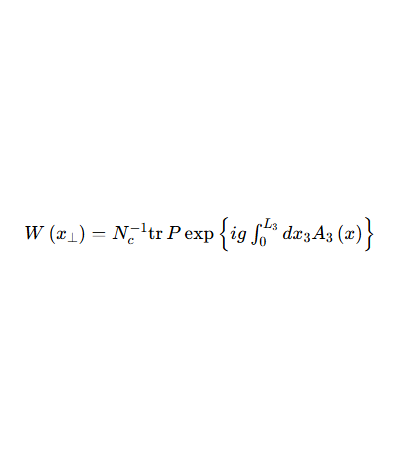 W (x_⊥) = N_c^{-1} tr P exp { ig ∫_0^{L_3} dx_3 A_3 (x) }